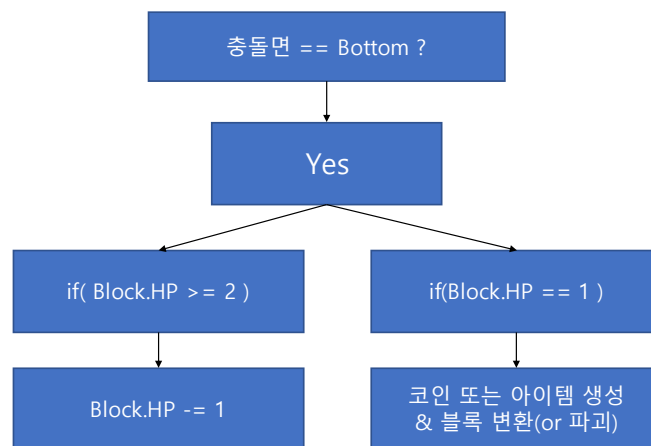 충돌면 == Bottom ?
Yes
if( Block.HP >= 2 )
if(Block.HP == 1 )
Block.HP -= 1
코인 또는 아이템 생성
& 블록 변환(or 파괴)